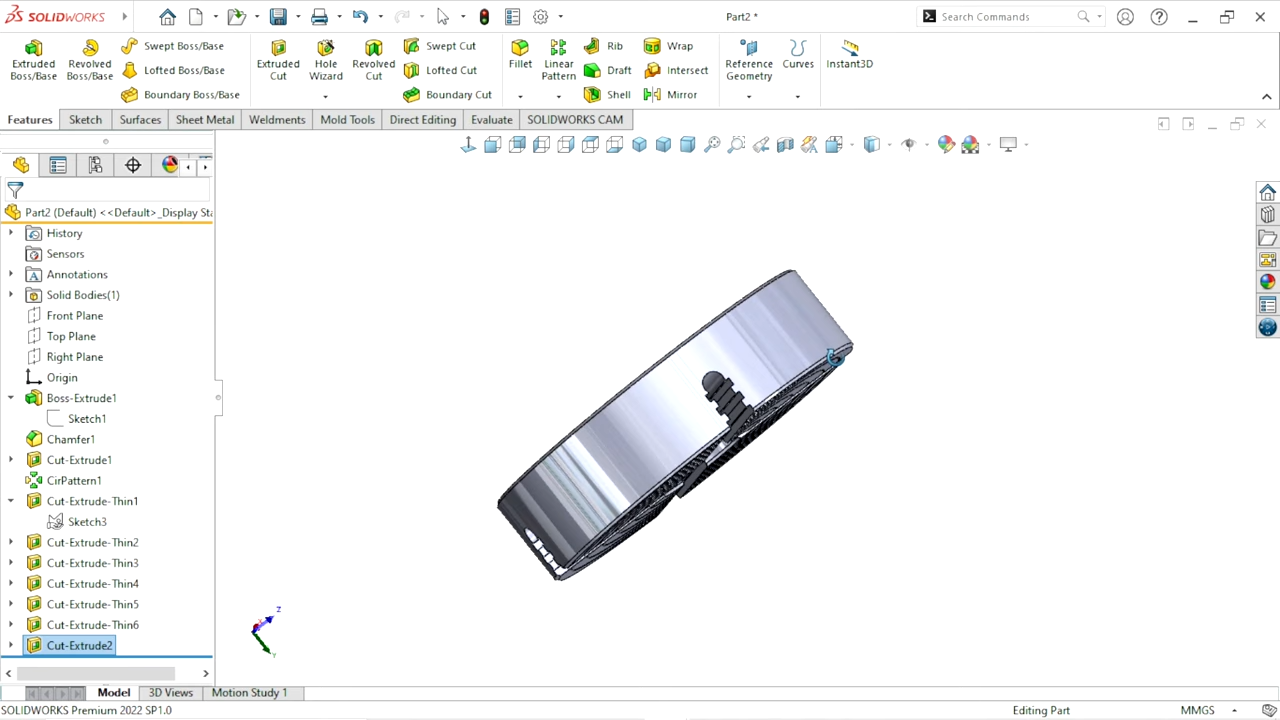 SOLIDWORKS
Part2 *
Search Commands
Extruded Boss/Base
Revolved Boss/Base
Swept Boss/Base
Lofted Boss/Base
Boundary Boss/Base
Extruded Cut
Hole Wizard
Revolved Cut
Swept Cut
Lofted Cut
Boundary Cut
Fillet
Linear Pattern
Rib
Draft
Shell
Wrap
Intersect
Mirror
Reference Geometry
Curves
Instant3D
Features
Sketch
Surfaces
Sheet Metal
Weldments
Mold Tools
Direct Editing
Evaluate
SOLIDWORKS CAM
Part2 (Default) <<Default>_Display Sta
History
Sensors
Annotations
Solid Bodies(1)
Front Plane
Top Plane
Right Plane
Origin
Boss-Extrude1
Sketch1
Chamfer1
Cut-Extrude1
CirPattern1
Cut-Extrude-Thin1
Sketch3
Cut-Extrude-Thin2
Cut-Extrude-Thin3
Cut-Extrude-Thin4
Cut-Extrude-Thin5
Cut-Extrude-Thin6
Cut-Extrude2
Z
Y
Model
3D Views
Motion Study 1
SOLIDWORKS Premium 2022 SP1.0
Editing Part
MMGS